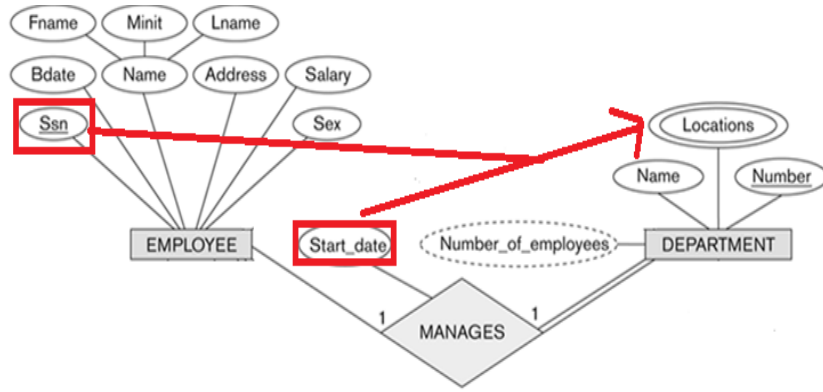 Fname Minit Lname
Bdate Name Address Salary
Ssn Sex Locations
Name Number
EMPLOYEE Start_date Number_of_employees DEPARTMENT
1 MANAGES 1